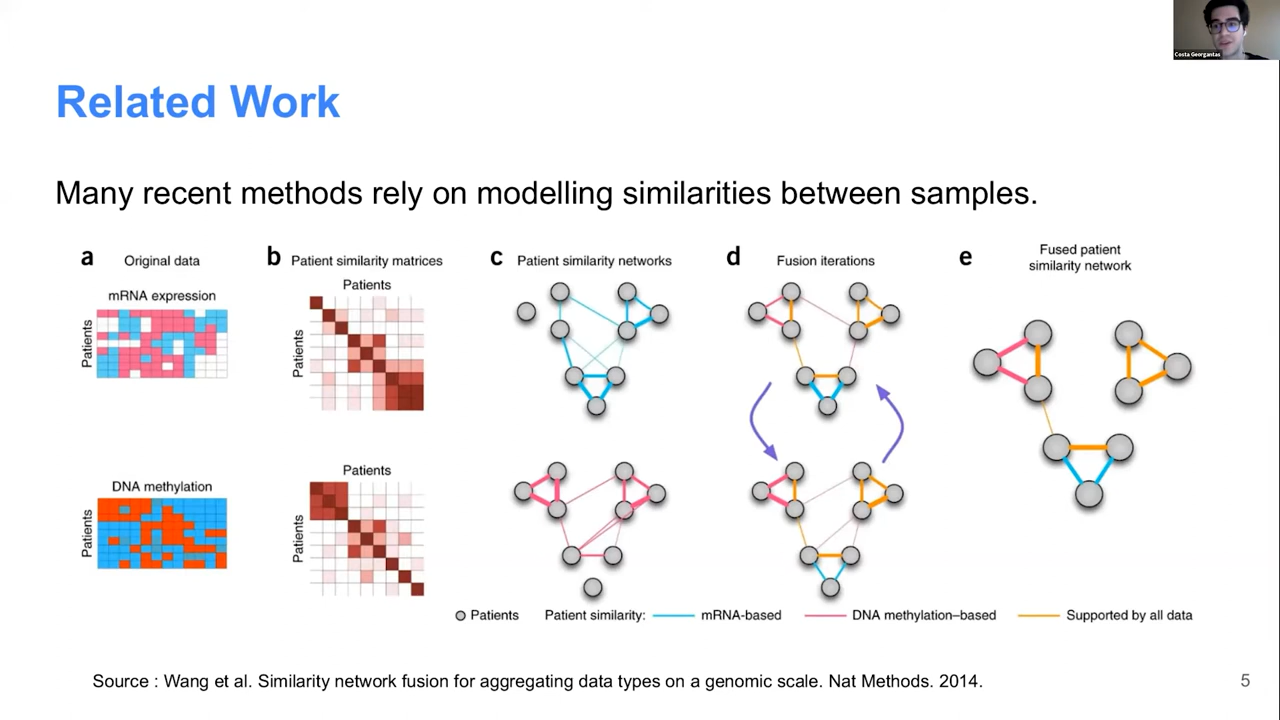 Costa Georgantas
Related Work
Many recent methods rely on modelling similarities between samples.
a Original data
mRNA expression
Patients
DNA methylation
Patients
b Patient similarity matrices
Patients
Patients
Patients
Patients
c Patient similarity networks
d Fusion iterations
e Fused patient
similarity network
Patients Patient similarity: mRNA-based DNA methylation–based Supported by all data
Source : Wang et al. Similarity network fusion for aggregating data types on a genomic scale. Nat Methods. 2014.
5